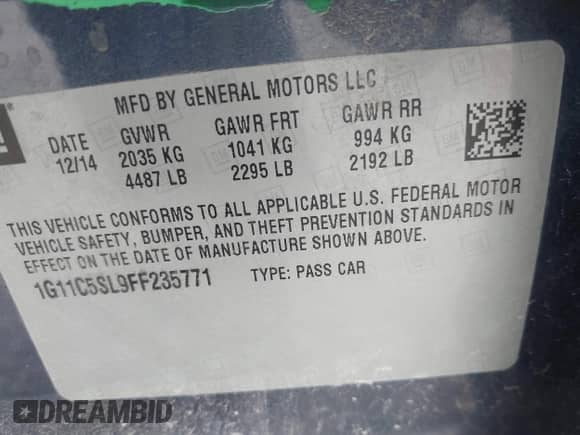 MFD BY GENERAL MOTORS LLC
DATE GVWR GAWR FRT GAWR RR
12/14 2035 KG 1041 KG 994 KG
4487 LB 2295 LB 2192 LB
THIS VEHICLE CONFORMS TO ALL APPLICABLE U.S. FEDERAL MOTOR
VEHICLE SAFETY, BUMPER, AND THEFT PREVENTION STANDARDS IN
EFFECT ON THE DATE OF MANUFACTURE SHOWN ABOVE.
1G11C5SL9FF235771 TYPE: PASS CAR
DREAMBID